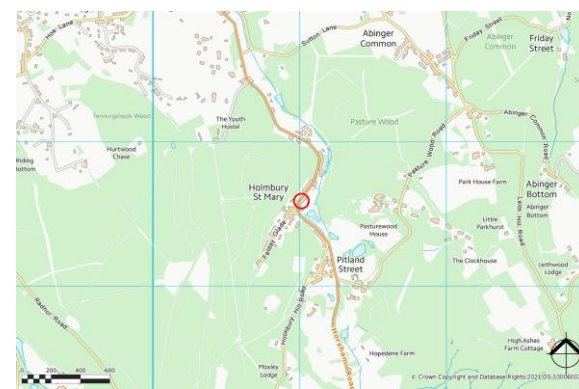 Hoe Lane
Sutton Lane
Abinger
Common
Friday Street
Abinger
Common
Friday
Street
Tenningshook Wood
The Youth
Hostel
Pasture Wood
Abinger Common Road
Riding
Bottom
Hurtwood
Chase
Pasture Wood Road
Holmbury
St Mary
Park House Farm
Abinger
Bottom
Abinger
Bottom
Felday Glade
Pasturewood
House
Little
Parkhurst
Leith Hill Road
Pitland
Street
The Clockhouse
Leithwood
Lodge
Radnor Road
Holmbury Hill Road
Horsham Road
Hopedene Farm
High Ashes
Farm Cottage
Moxley
Lodge
0 200 400 600
© Crown Copyright and Database Rights 2021 OS